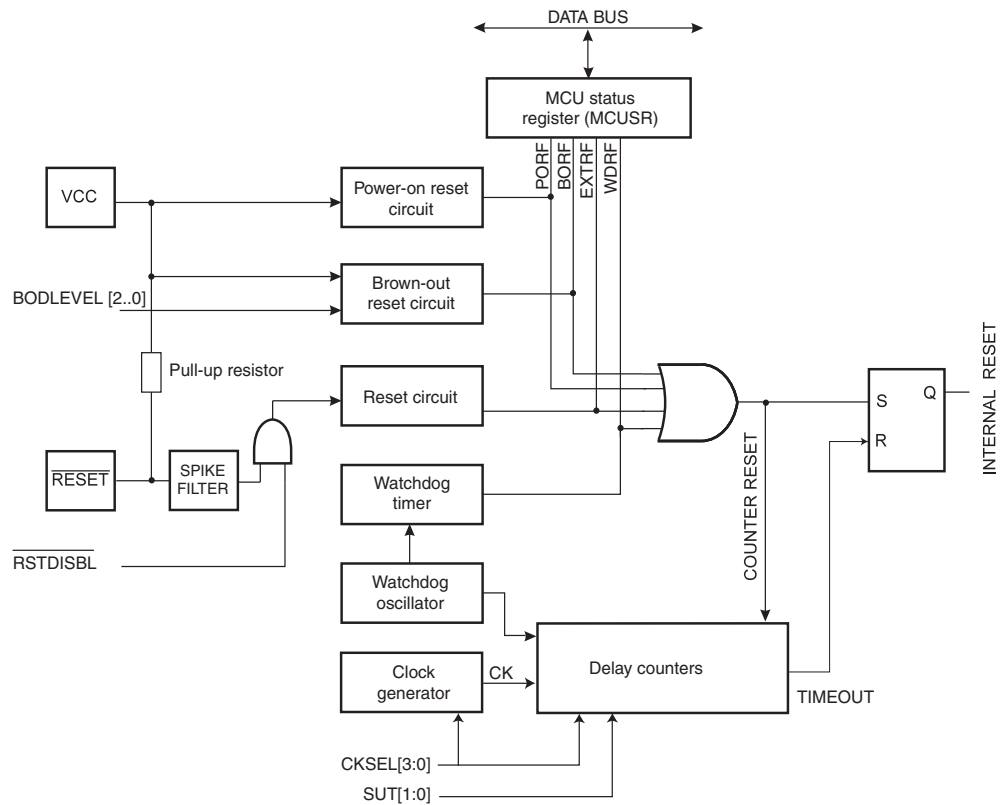 DATA BUS
MCU status
register (MCUSR)
PORF
BORF
EXTRF
WDRF
VCC
Power-on reset
circuit
Brown-out
reset circuit
BODLEVEL [2..0]
Pull-up resistor
Reset circuit
S
Q
R
INTERNAL RESET
RESET
SPIKE
FILTER
Watchdog
timer
COUNTER RESET
RSTDISBL
Watchdog
oscillator
Clock
generator
CK
Delay counters
TIMEOUT
CKSEL[3:0]
SUT[1:0]